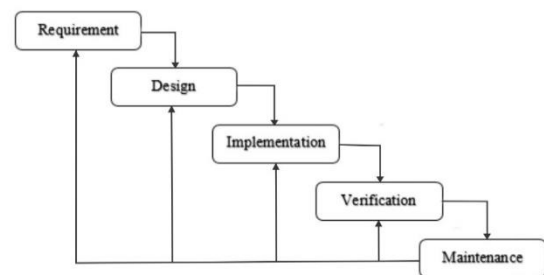 Requirement
Design
Implementation
Verification
Maintenance